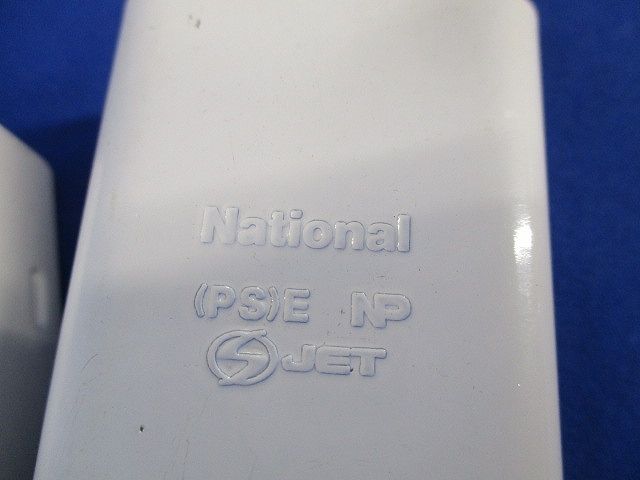 National
(PS)E NP
S JET